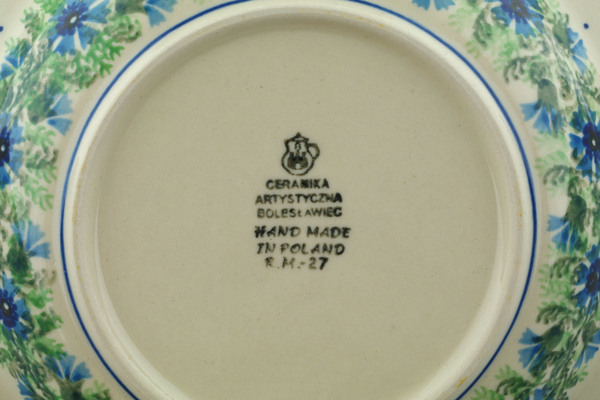 CERAMIKA
ARTYSTYCZNA
BOLESŁAWIEC
HAND MADE
IN POLAND
R.M.-27